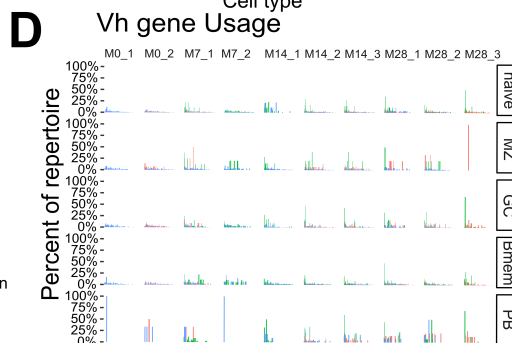 Cell type
D
Vh gene Usage
M0_1 M0_2 M7_1 M7_2 M14_1 M14_2 M14_3 M28_1 M28_2 M28_3
Percent of repertoire
100%
75%
50%
25%
0%
naive
100%
75%
50%
25%
0%
MZ
100%
75%
50%
25%
0%
GC
100%
75%
50%
25%
0%
Bmem
100%
75%
50%
25%
0%
PB
n